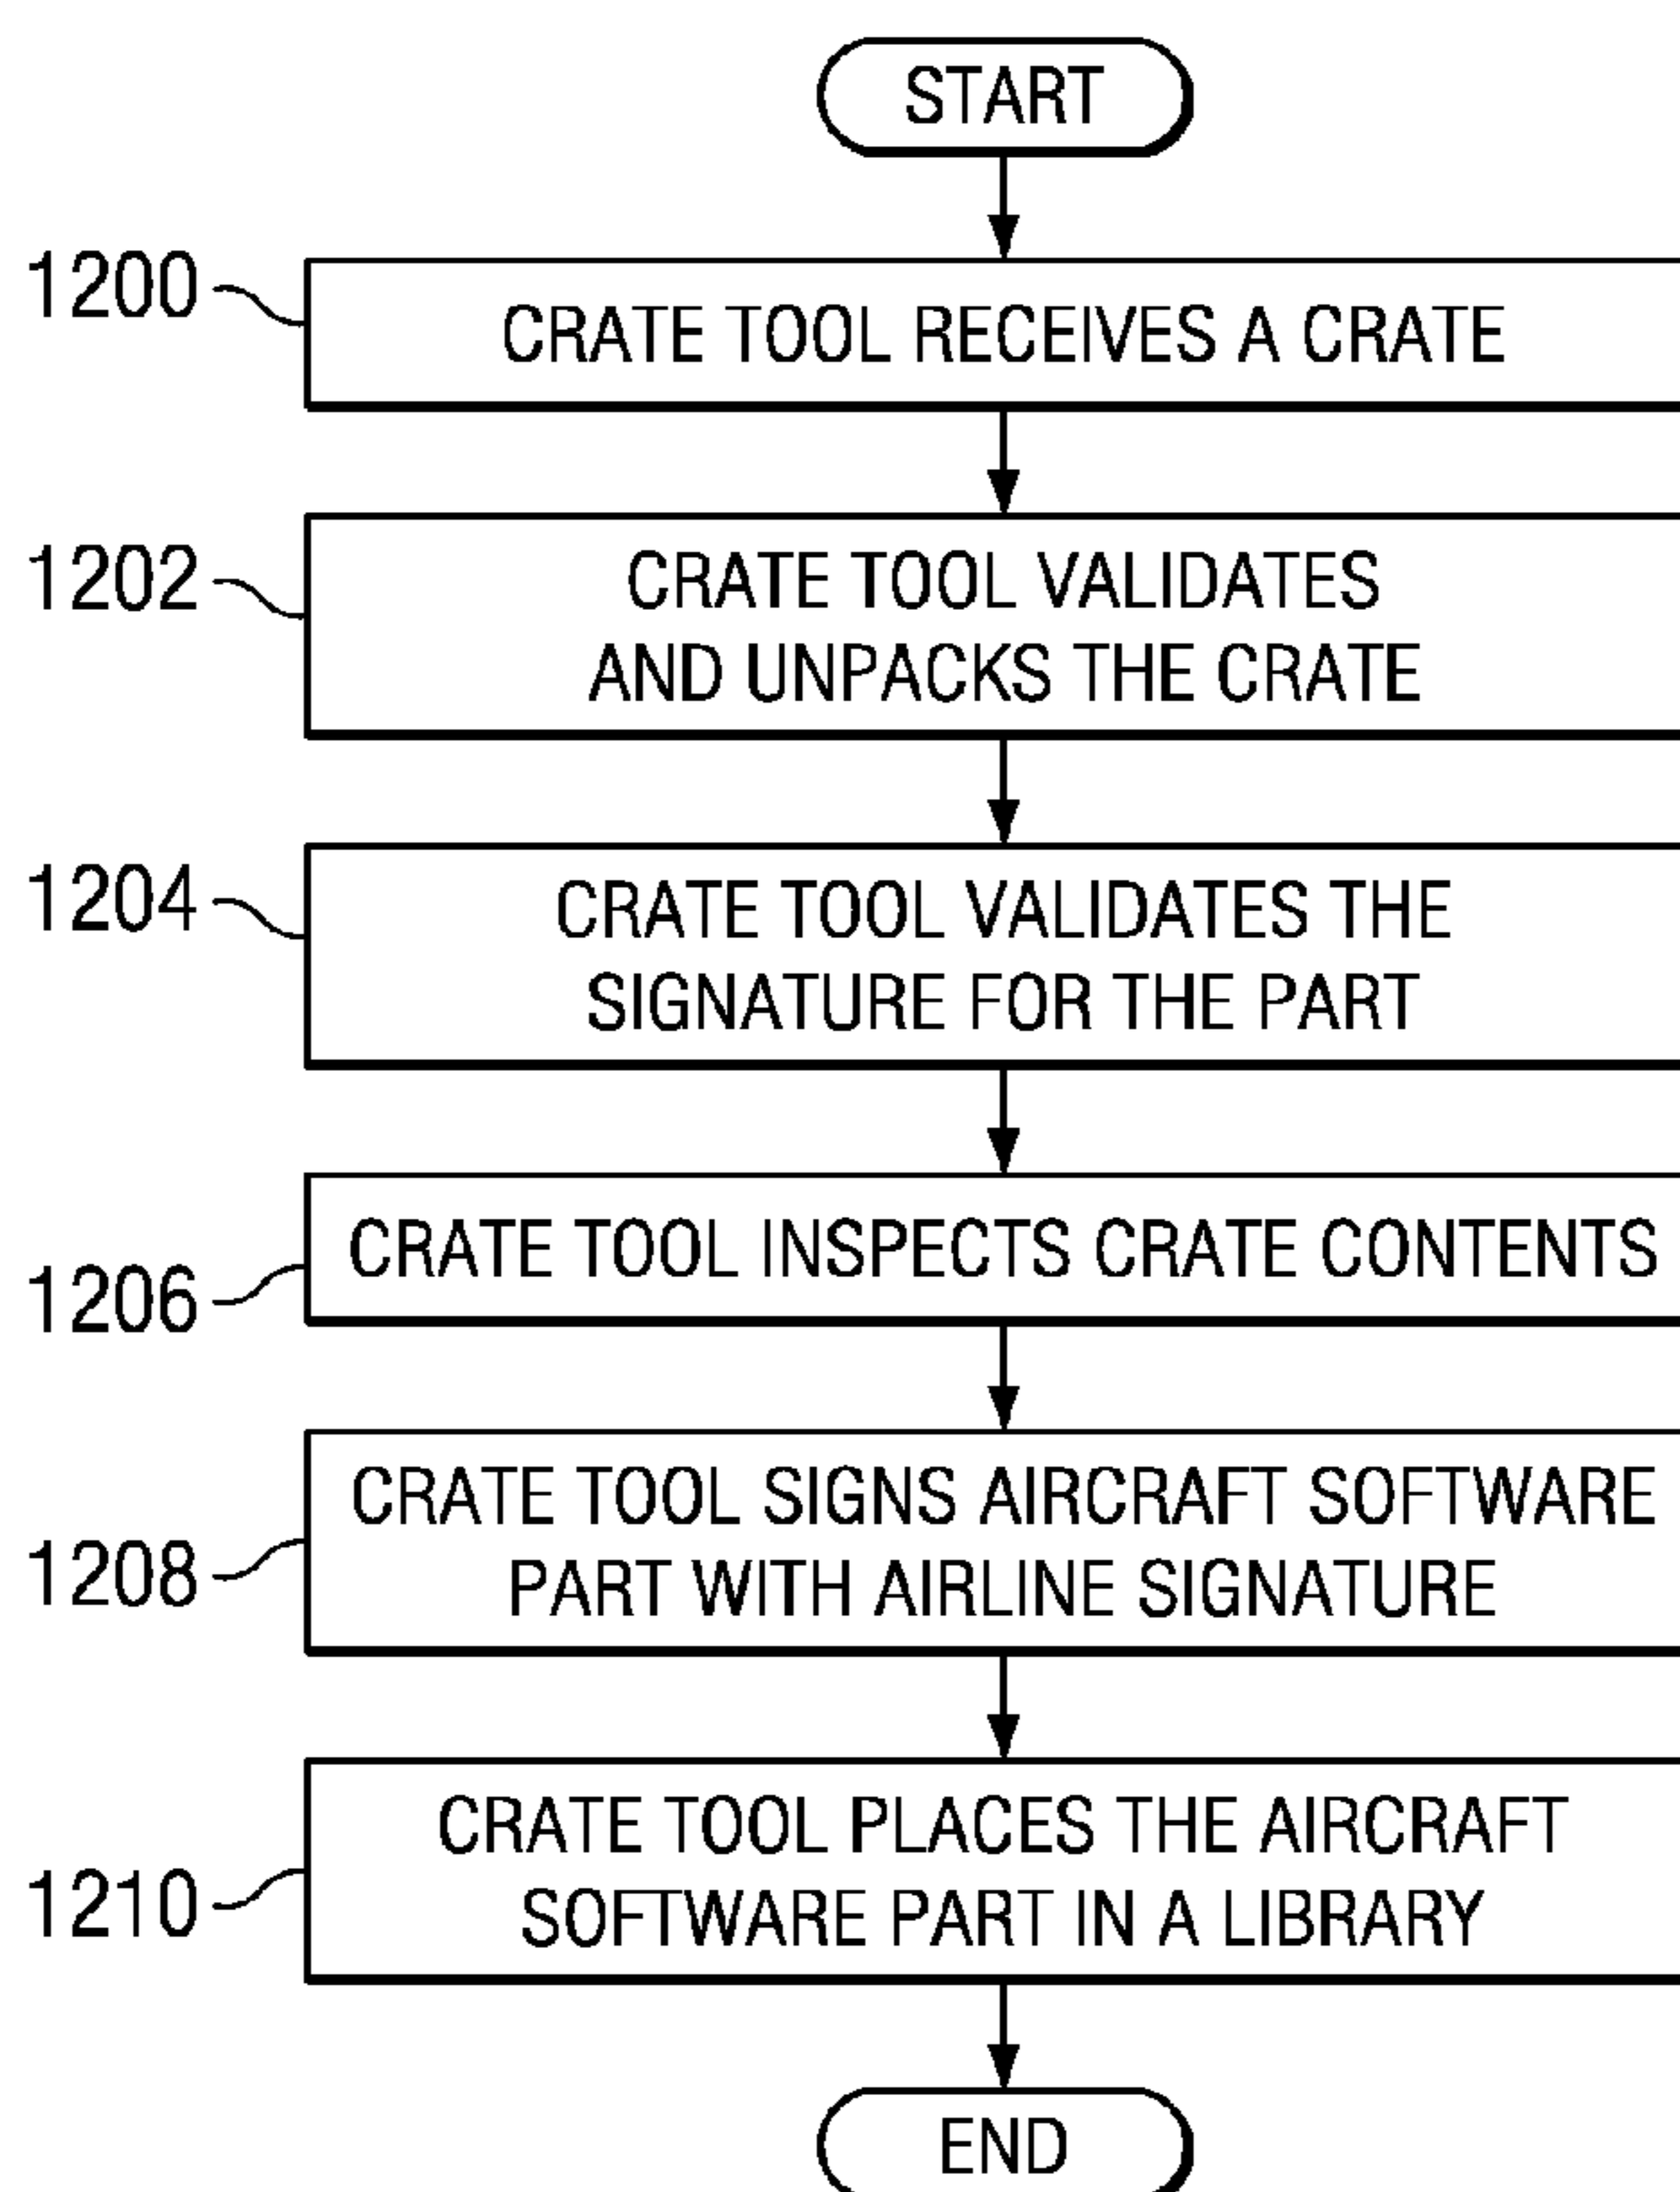 START
1200
CRATE TOOL RECEIVES A CRATE
1202
CRATE TOOL VALIDATES
AND UNPACKS THE CRATE
1204
CRATE TOOL VALIDATES THE
SIGNATURE FOR THE PART
1206
CRATE TOOL INSPECTS CRATE CONTENTS
1208
CRATE TOOL SIGNS AIRCRAFT SOFTWARE
PART WITH AIRLINE SIGNATURE
1210
CRATE TOOL PLACES THE AIRCRAFT
SOFTWARE PART IN A LIBRARY
END